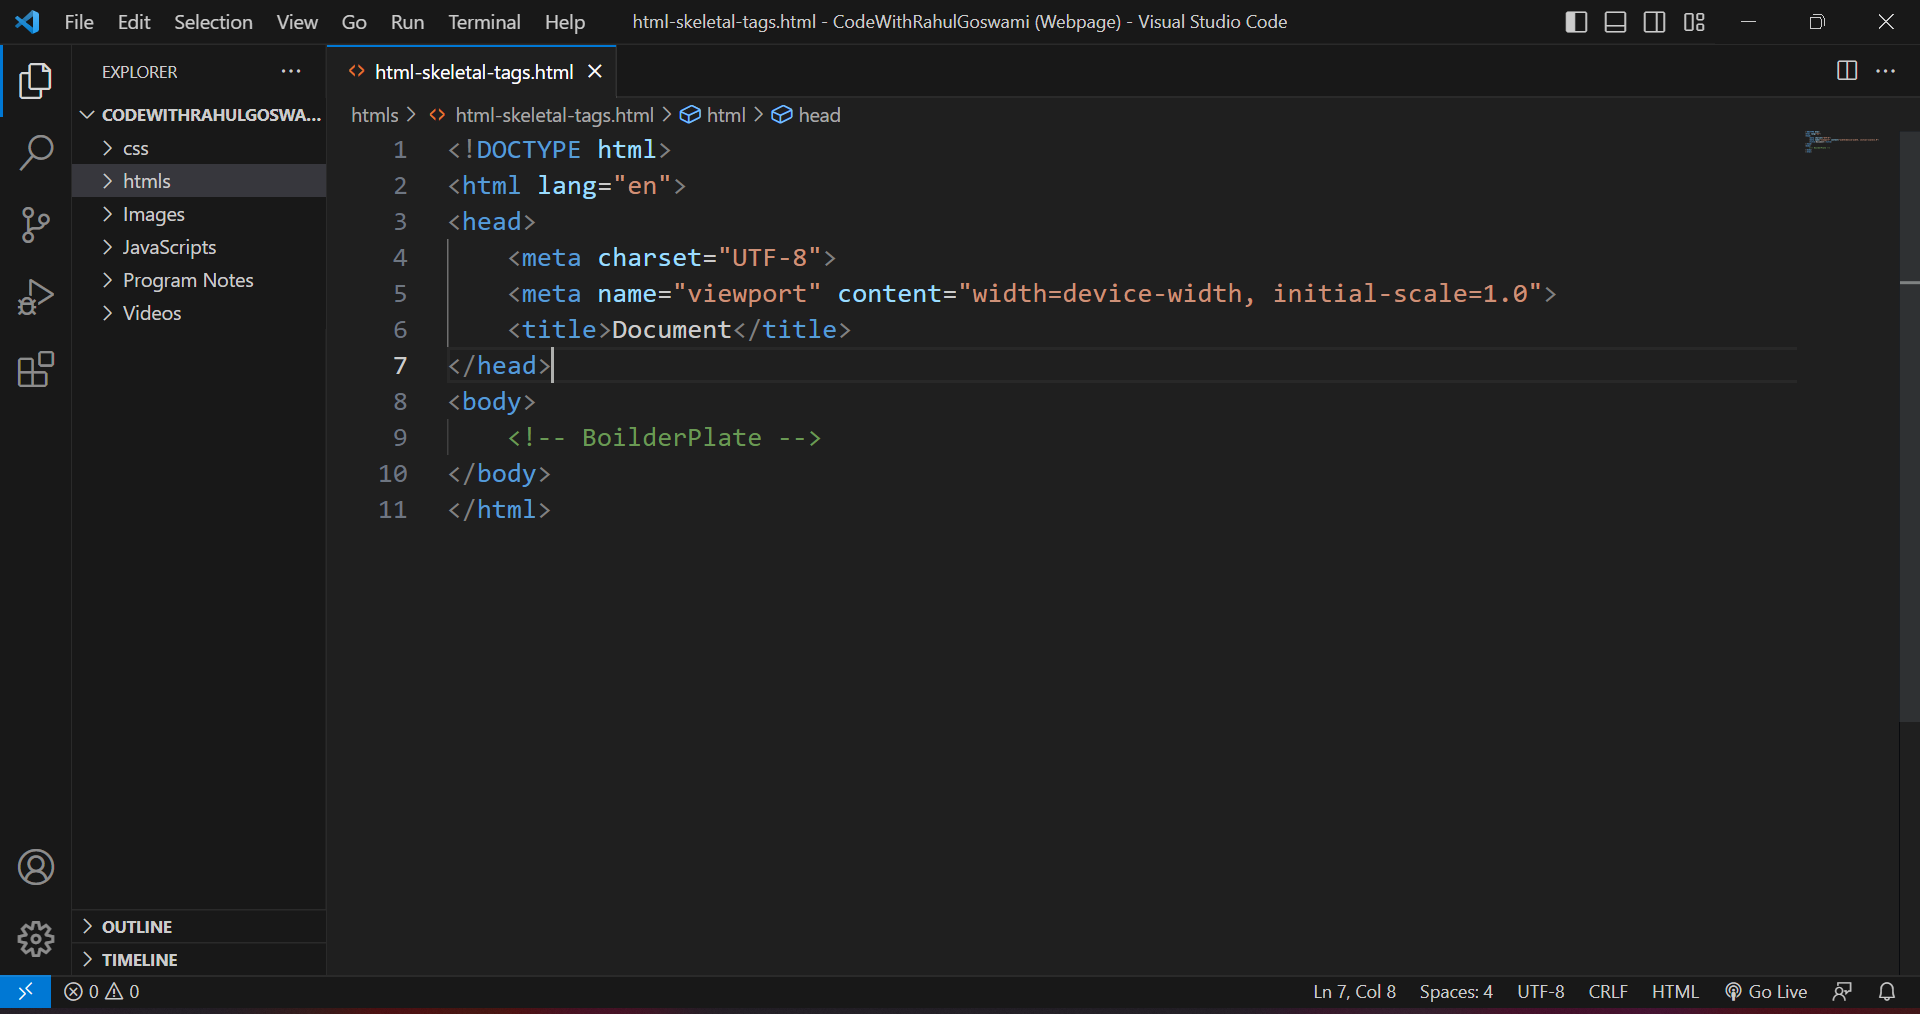 File Edit Selection View Go Run Terminal Help html-skeletal-tags.html - CodeWithRahulGoswami (Webpage) - Visual Studio Code
EXPLORER
CODEWITHRAHULGOSWA...
css
htmls
Images
JavaScripts
Program Notes
Videos
OUTLINE
TIMELINE
html-skeletal-tags.html
htmls > html-skeletal-tags.html > html > head
1 <!DOCTYPE html>
2 <html lang="en">
3 <head>
4     <meta charset="UTF-8">
5     <meta name="viewport" content="width=device-width, initial-scale=1.0">
6     <title>Document</title>
7 </head>
8 <body>
9     <!-- BoilderPlate -->
10 </body>
11 </html>
0 0 Ln 7, Col 8 Spaces: 4 UTF-8 CRLF HTML Go Live